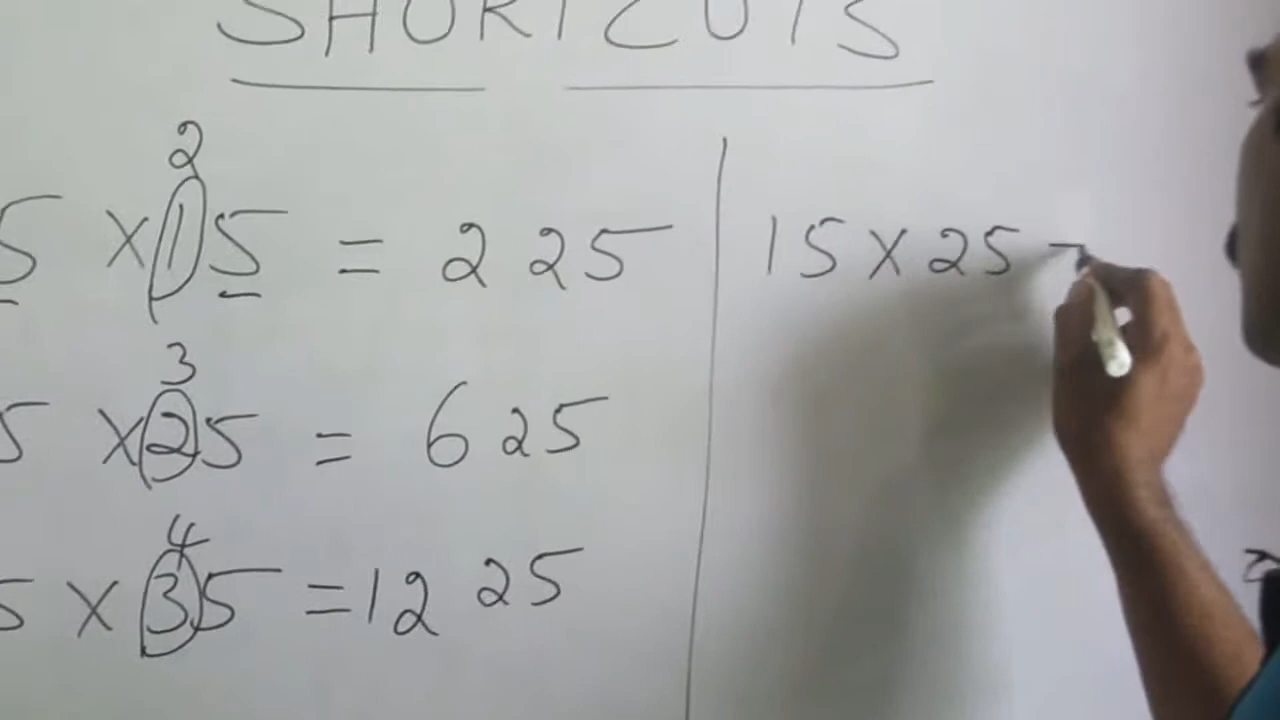 SHORTCUTS
2
5 × 15 = 225
3
5 × 25 = 625
4
5 × 35 = 1225
15 × 25